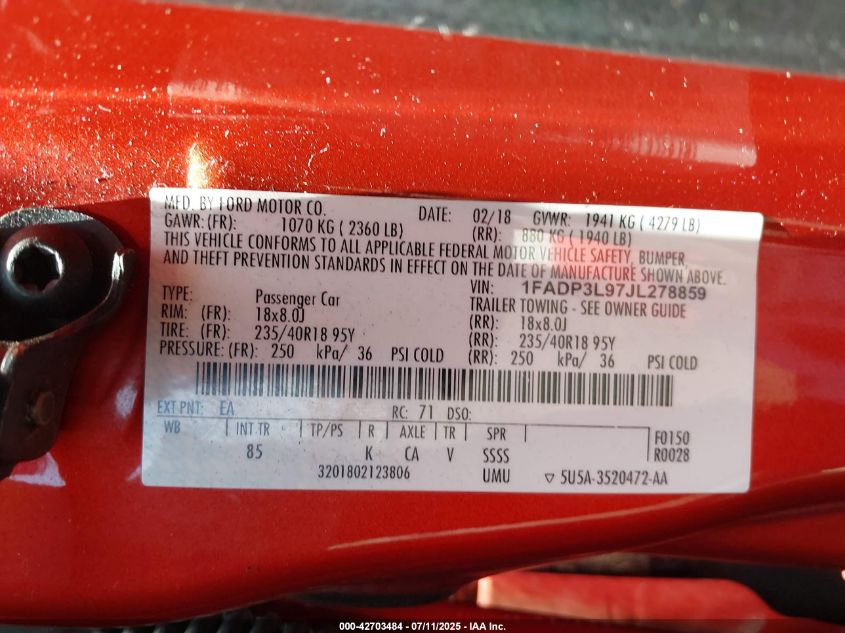 MFD. BY FORD MOTOR CO. DATE: 02/18 GVWR: 1941 KG ( 4279 LB)
GAWR:(FR): 1070 KG ( 2360 LB) (RR): 880 KG ( 1940 LB)
THIS VEHICLE CONFORMS TO ALL APPLICABLE FEDERAL MOTOR VEHICLE SAFETY, BUMPER,
AND THEFT PREVENTION STANDARDS IN EFFECT ON THE DATE OF MANUFACTURE SHOWN ABOVE.
VIN: 1FADP3L97JL278859
TYPE: Passenger Car TRAILER TOWING - SEE OWNER GUIDE
RIM: (FR): 18x8.0J (RR): 18x8.0J
TIRE: (FR): 235/40R18 95Y (RR): 235/40R18 95Y
PRESSURE: (FR): 250 kPa/ 36 PSI COLD (RR): 250 kPa/ 36 PSI COLD
EXT PNT: EA RC: 71 DSO:
WB INT TR TP/PS R AXLE TR SPR F0150
85 K CA V SSSS R0028
3201802123806 UMU ▽ 5U5A-3520472-AA
000-42703484 - 07/11/2025 - IAA Inc.